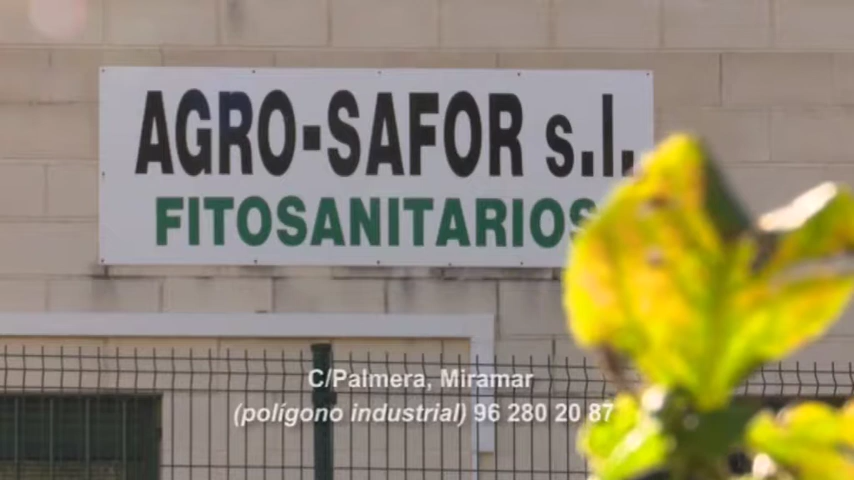 AGRO-SAFOR s.l.
FITOSANITARIOS
C/Palmera, Miramar
(polígono industrial) 96 280 20 87